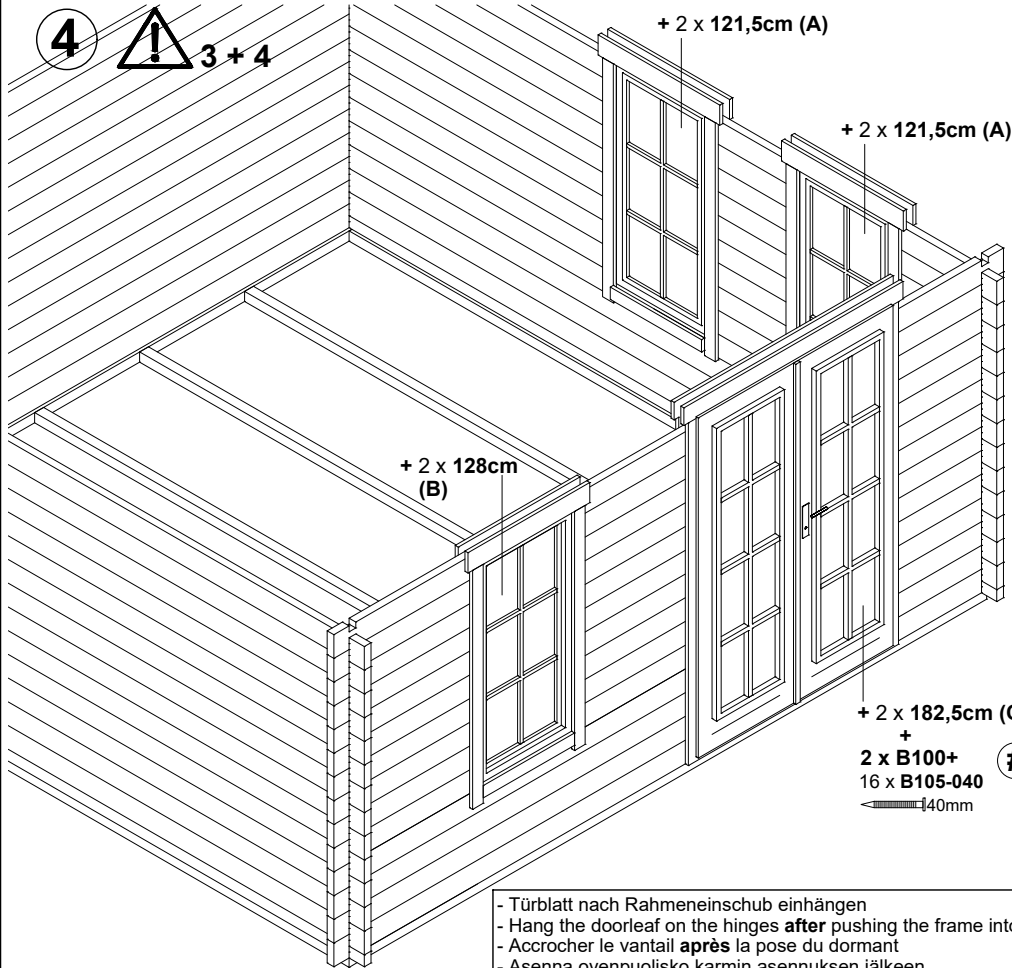 4
3 + 4
+ 2 x 121,5cm (A)
+ 2 x 121,5cm (A)
+ 2 x 128cm
(B)
+ 2 x 182,5cm (
+
2 x B100+
16 x B105-040
40mm
- Türblatt nach Rahmeneinschub einhängen
- Hang the doorleaf on the hinges after pushing the frame into
- Accrocher le vantail après la pose du dormant
- Asenna ovenpuolisko karmin asennuksen jälkeen